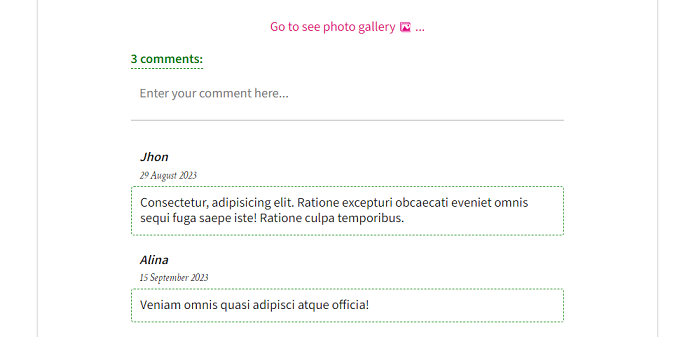 Go to see photo gallery ...
3 comments:
Enter your comment here...
Jhon
29 August 2023
Consectetur, adipisicing elit. Ratione excepturi obcaecati eveniet omnis
sequi fuga saepe iste! Ratione culpa temporibus.
Alina
15 September 2023
Veniam omnis quasi adipisci atque officia!